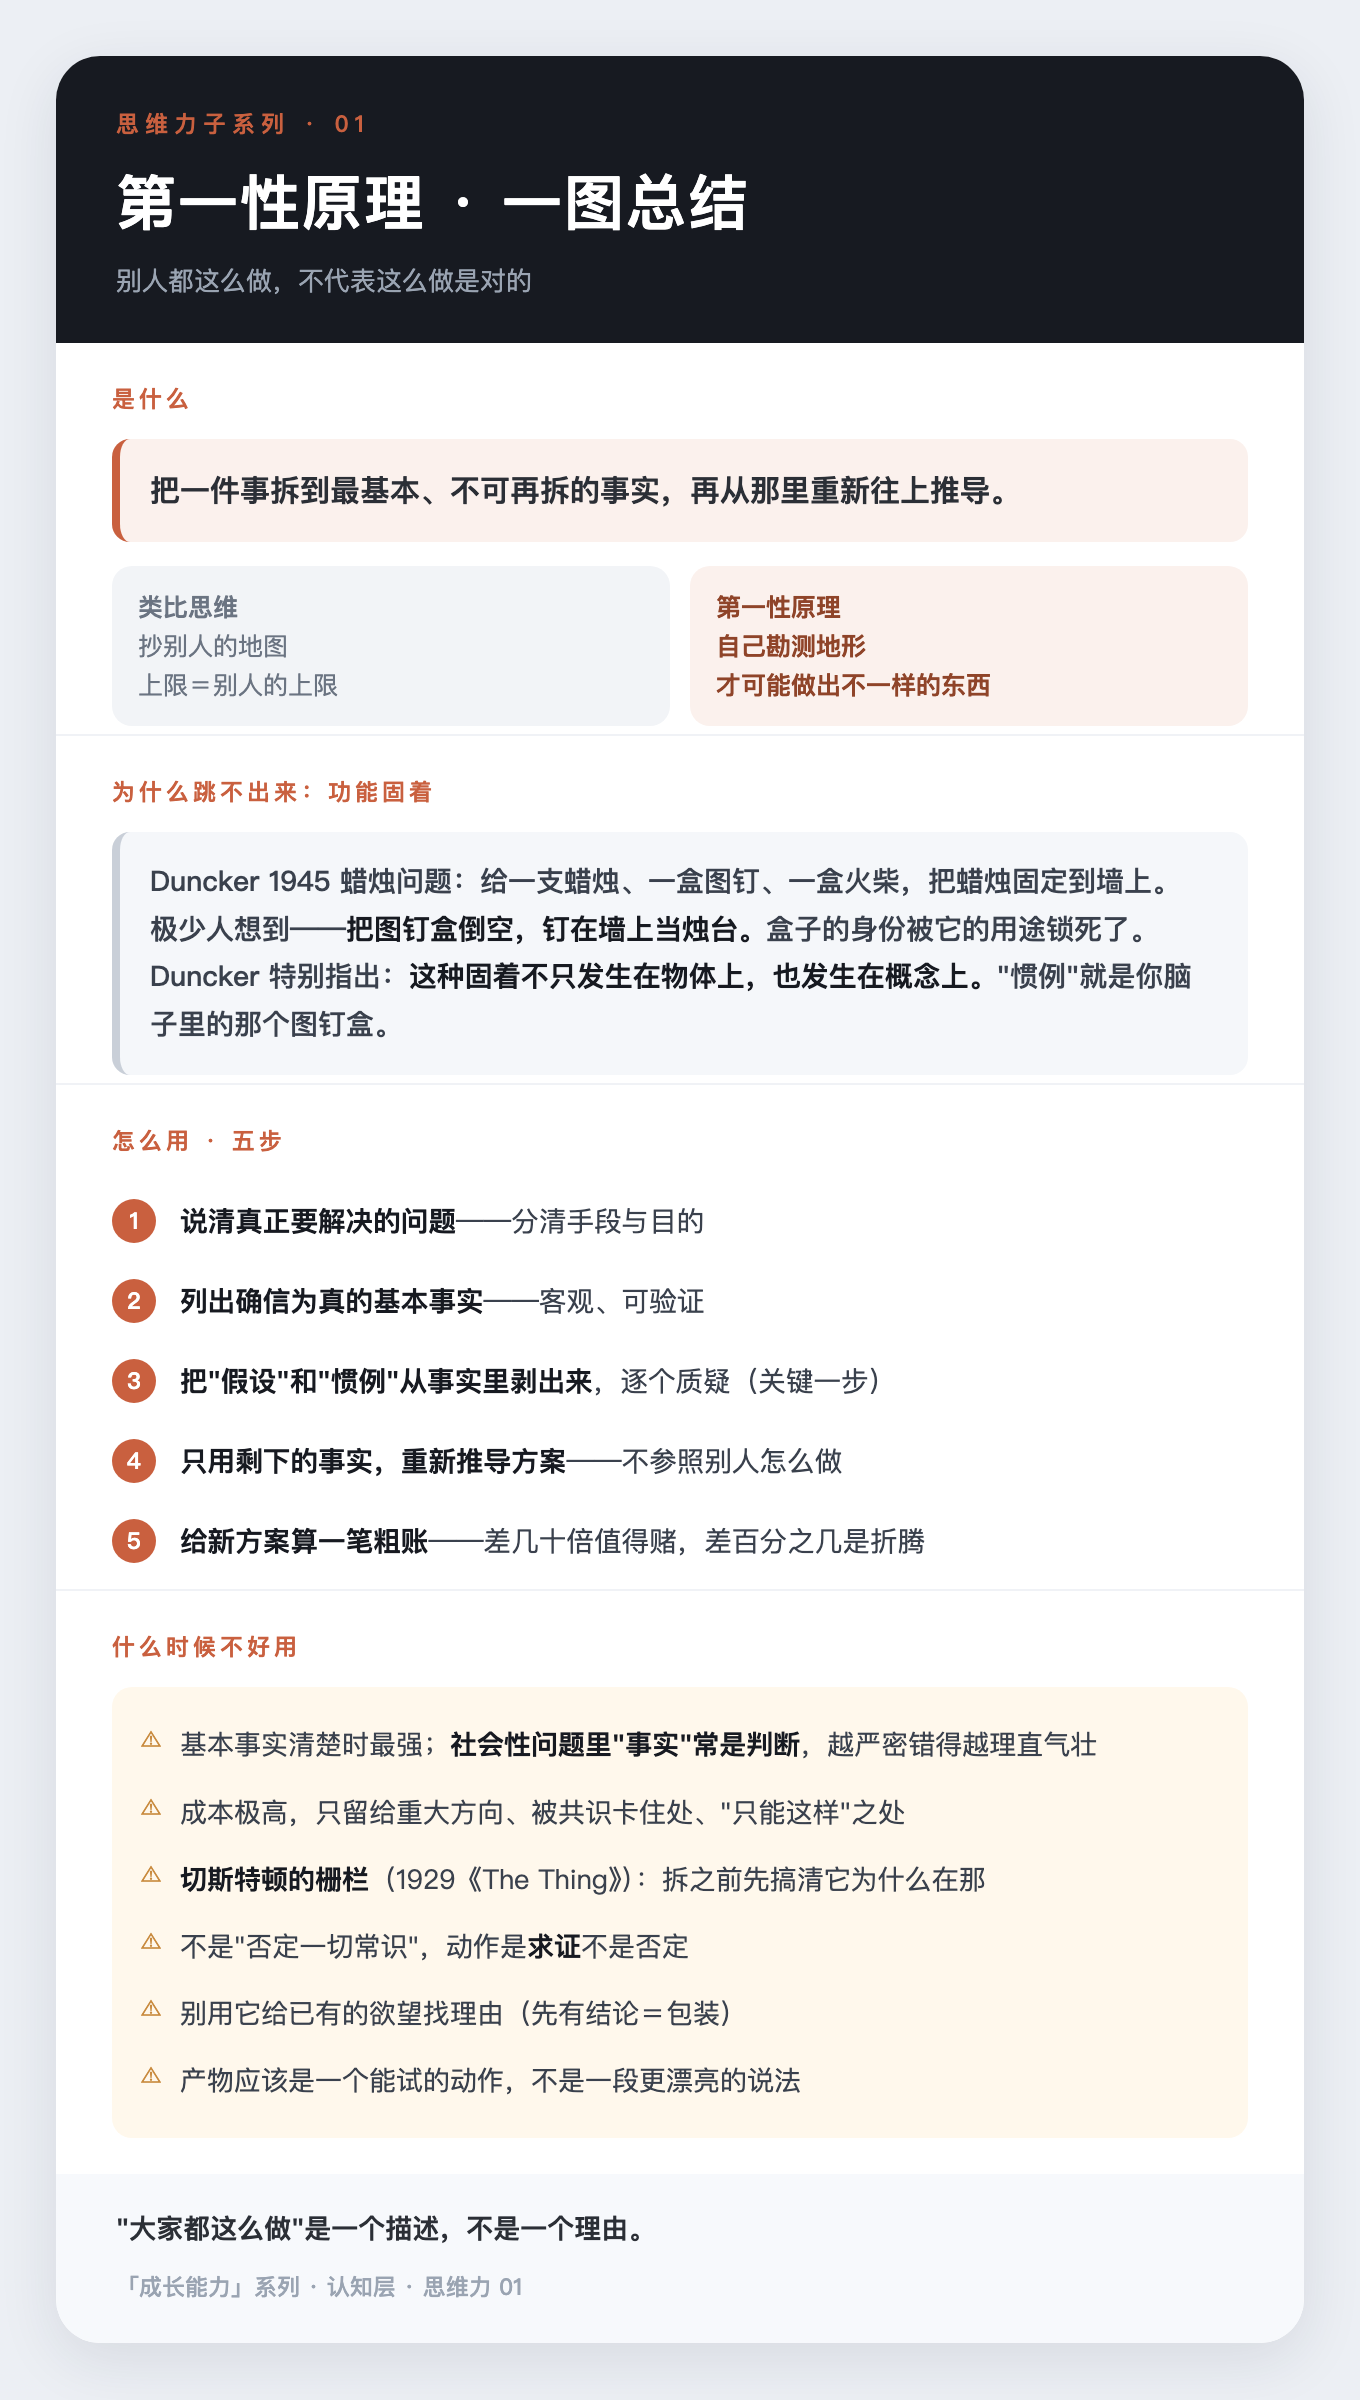 思维力子系列 · 01
第一性原理 · 一图总结
别人都这么做，不代表这么做是对的
是什么
把一件事拆到最基本、不可再拆的事实，再从那里重新往上推导。
类比思维
抄别人的地图
上限＝别人的上限
第一性原理
自己勘测地形
才可能做出不一样的东西
为什么跳不出来：功能固着
Duncker 1945 蜡烛问题：给一支蜡烛、一盒图钉、一盒火柴，把蜡烛固定到墙上。
极少人想到——把图钉盒倒空，钉在墙上当烛台。盒子的身份被它的用途锁死了。
Duncker 特别指出：这种固着不只发生在物体上，也发生在概念上。"惯例"就是你脑
子里的那个图钉盒。
怎么用 · 五步
1 说清真正要解决的问题——分清手段与目的
2 列出确信为真的基本事实——客观、可验证
3 把"假设"和"惯例"从事实里剥出来，逐个质疑（关键一步）
4 只用剩下的事实，重新推导方案——不参照别人怎么做
5 给新方案算一笔粗账——差几十倍值得赌，差百分之几是折腾
什么时候不好用
⚠ 基本事实清楚时最强；社会性问题里"事实"常是判断，越严密错得越理直气壮
⚠ 成本极高，只留给重大方向、被共识卡住处、"只能这样"之处
⚠ 切斯特顿的栅栏（1929《The Thing》）：拆之前先搞清它为什么在那
⚠ 不是"否定一切常识"，动作是求证不是否定
⚠ 别用它给已有的欲望找理由（先有结论＝包装）
⚠ 产物应该是一个能试的动作，不是一段更漂亮的说法
"大家都这么做"是一个描述，不是一个理由。
「成长能力」系列 · 认知层 · 思维力 01